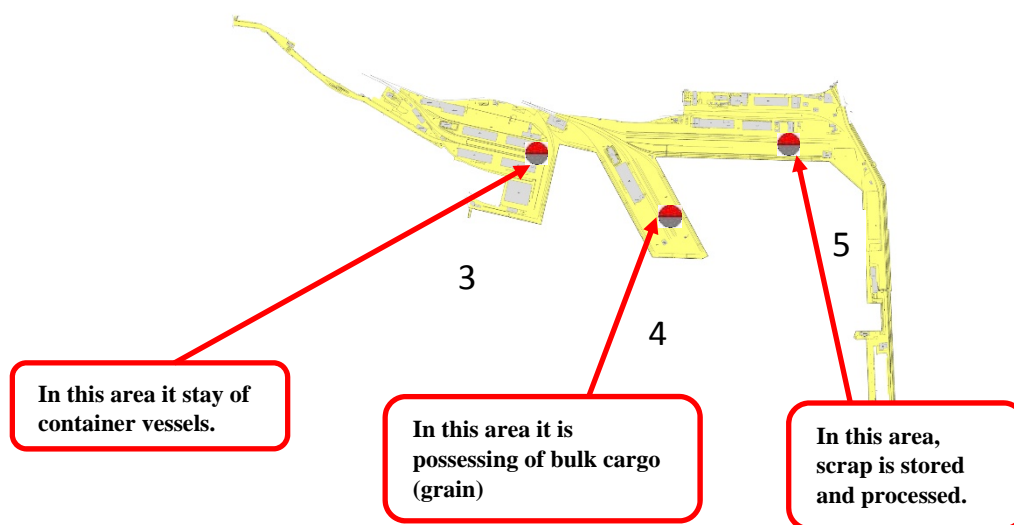 5
3
4
In this area it stay of
container vessels.
In this area it is
possessing of bulk cargo
(grain)
In this area,
scrap is stored
and processed.